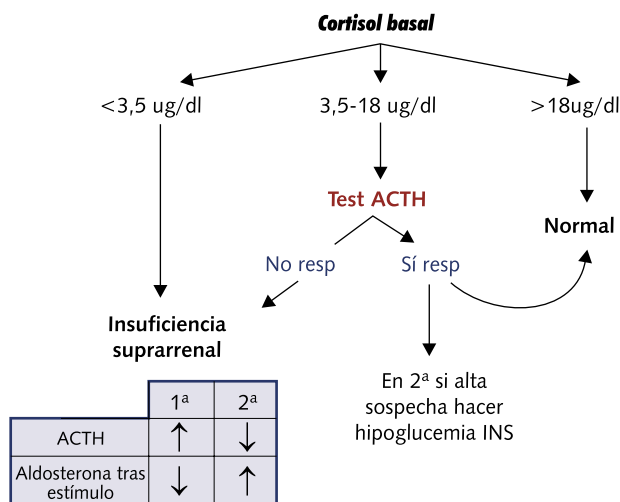 Cortisol basal
<3,5 ug/dl 3,5-18 ug/dl >18ug/dl
Test ACTH
Normal
No resp Sí resp
Insuficiencia
suprarrenal
En 2ª si alta
sospecha hacer
hipoglucemia INS
1ª 2ª
ACTH ↑ ↓
Aldosterona tras
estímulo ↓ ↑